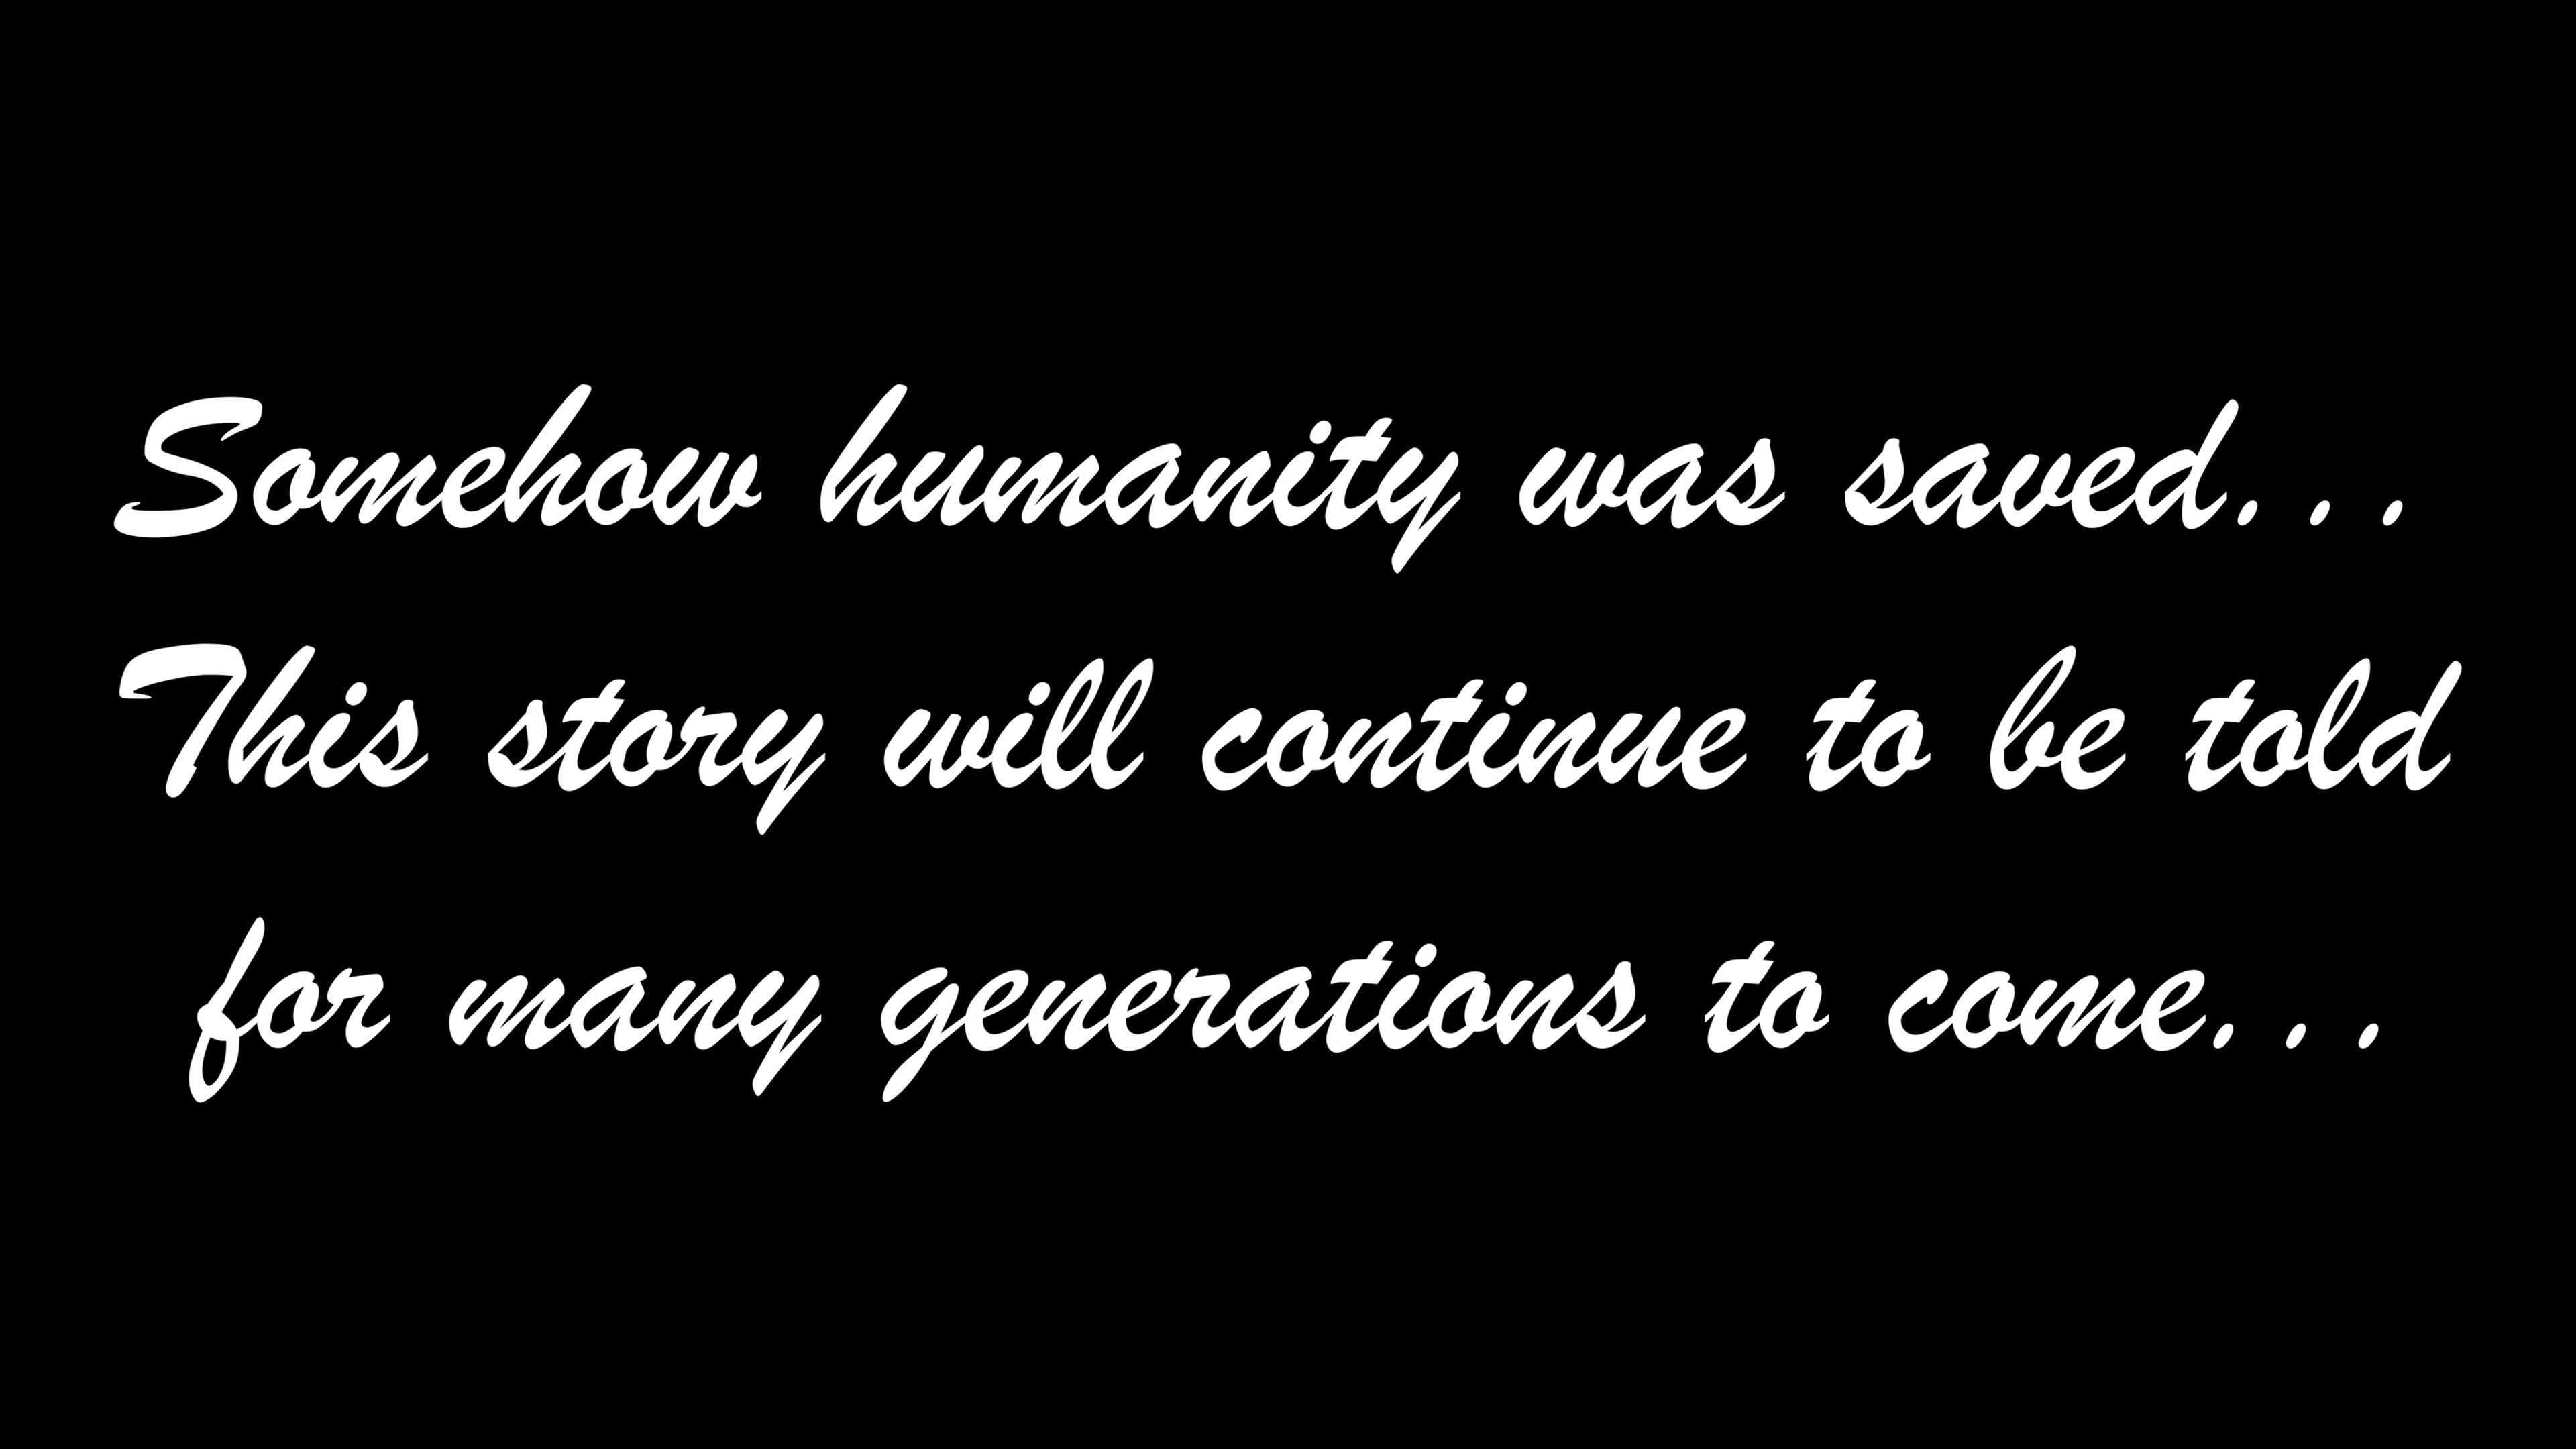 Somehow humanity was saved...
This story will continue to be told
for many generations to come...